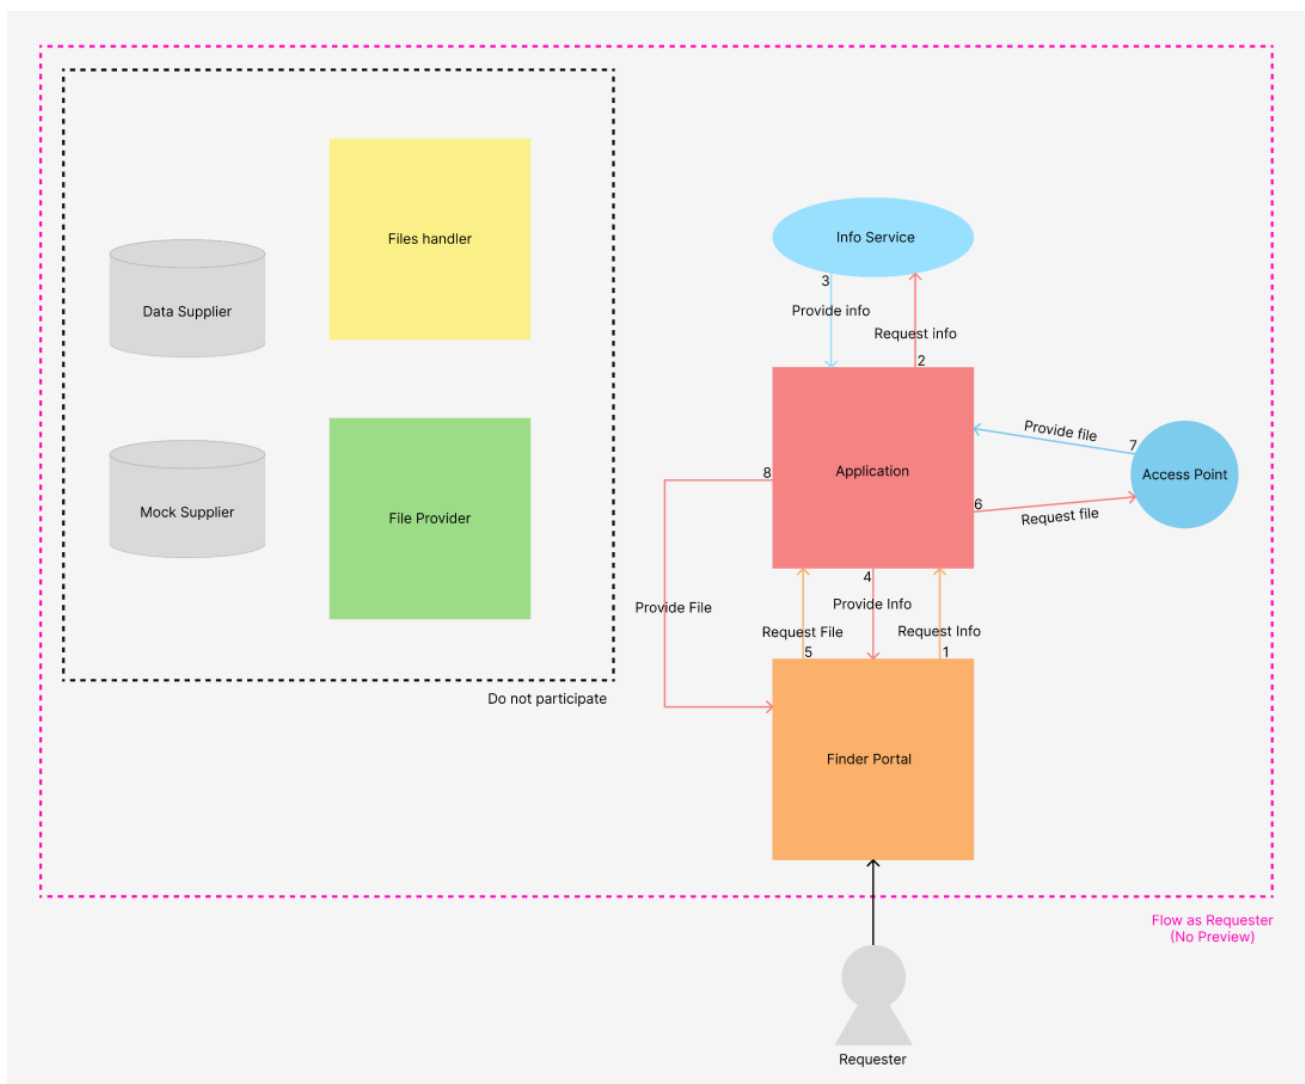 Files handler
Data Supplier
Mock Supplier
File Provider
Do not participate
Info Service
3
Provide info
Request info
2
Application
Provide file
7
Access Point
6
Request file
8
Provide File
4
Provide Info
Request File
Request Info
5
1
Finder Portal
Flow as Requester
(No Preview)
Requester